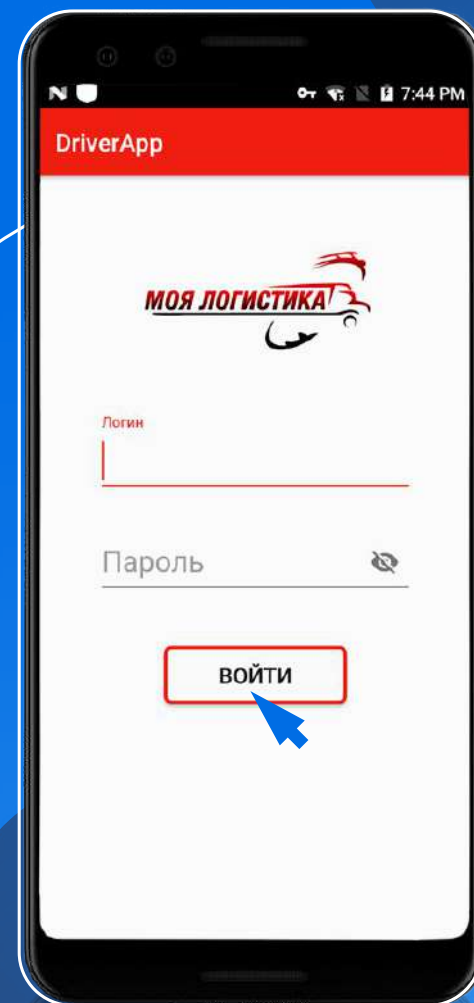 7:44 PM
DriverApp
МОЯ ЛОГИСТИКА
Логин
Пароль
ВОЙТИ